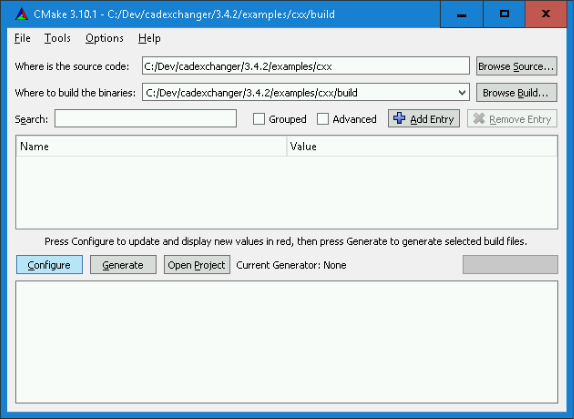 CMake 3.10.1 - C:/Dev/cadexchanger/3.4.2/examples/cxx/build
File Tools Options Help
Where is the source code: C:/Dev/cadexchanger/3.4.2/examples/cxx Browse Source...
Where to build the binaries: C:/Dev/cadexchanger/3.4.2/examples/cxx/build Browse Build...
Search: Grouped Advanced Add Entry Remove Entry
Name Value
Press Configure to update and display new values in red, then press Generate to generate selected build files.
Configure Generate Open Project Current Generator: None